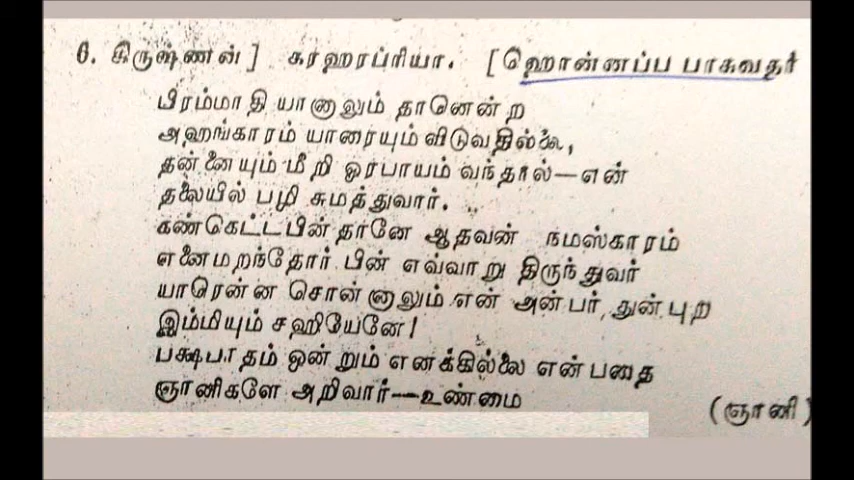 6. கிருஷ்ணன் ] கரஹரப்ரியா. [ ஹொன்னப்ப பாகவதர்
பிரம்மாதி யானாலும் தானென்ற
அஹங்காரம் யாரையும் விடுவதில்லை,
தன்னையும் மீறி ஓரபாயம் வந்தால்—என்
தலையில் பழி சுமத்துவார்.
கண்கெட்டபின் தானே ஆதவன் நமஸ்காரம்
எனைமறந்தோர் பின் எவ்வாறு திருந்துவர்
யாரென்ன சொன்னாலும் என் அன்பர் துன்புற
இம்மியும் சஹியேனே!
பக்ஷபாதம் ஒன்றும் எனக்கில்லை என்பதை
ஞானிகளே அறிவார்—உண்மை
(ஞானி)